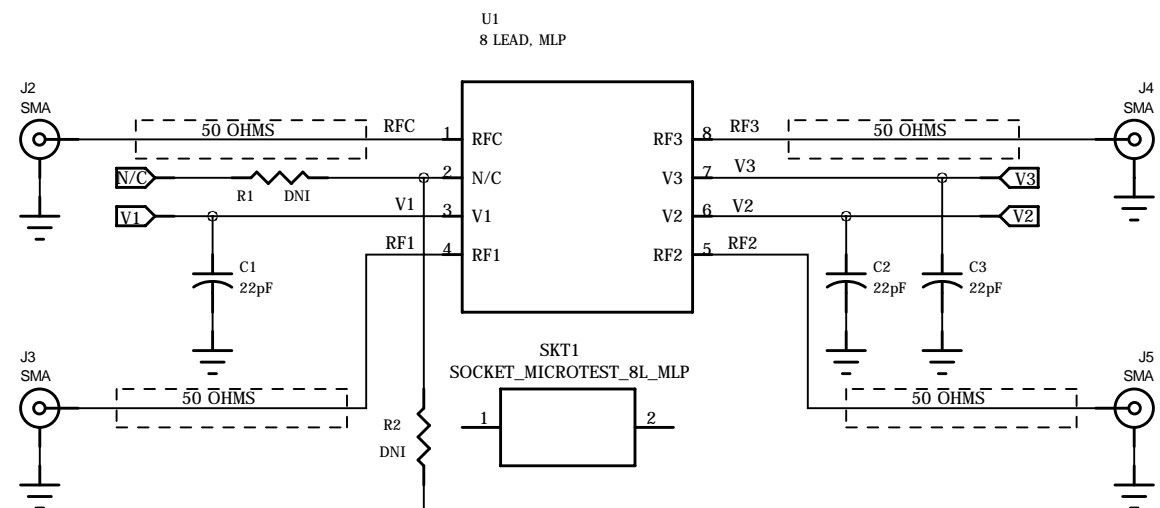 U1
8 LEAD, MLP
J2
SMA
50 OHMS
RFC
1
RFC
N/C
R1
DNI
2
N/C
V1
V1
3
V1
RF1
4
RF1
C1
22pF
RF3
8
RF3
50 OHMS
J4
SMA
V3
7
V3
V3
V2
6
V2
V2
RF2
5
RF2
C2
22pF
C3
22pF
J3
SMA
50 OHMS
R2
DNI
SKT1
SOCKET_MICROTEST_8L_MLP
1
2
50 OHMS
J5
SMA